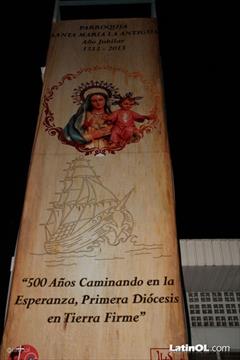 PARROQUIA
SANTA MARIA LA ANTIGUA
Año Jubilar
1513 - 2013
“500 Años Caminando en la
Esperanza, Primera Diócesis
en Tierra Firme”
LatinOL.com